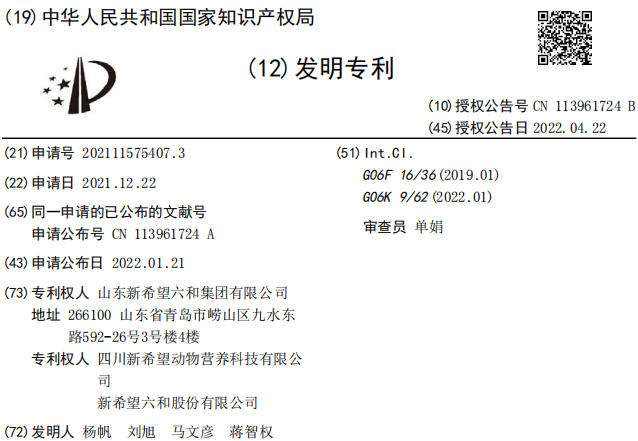 (19)中华人民共和国国家知识产权局
(12)发明专利
(10)授权公告号 CN 113961724 B
(45)授权公告日 2022.04.22
(21)申请号 202111575407.3
(22)申请日 2021.12.22
(65)同一申请的已公布的文献号
申请公布号 CN 113961724 A
(43)申请公布日 2022.01.21
(73)专利权人 山东新希望六和集团有限公司
地址 266100 山东省青岛市崂山区九水东
路592-26号3号楼4楼
专利权人 四川新希望动物营养科技有限公
司
新希望六和股份有限公司
(72)发明人 杨帆 刘旭 马文彦 蒋智权
(51)Int.Cl.
G06F 16/36(2019.01)
G06K 9/62(2022.01)
审查员 单娟